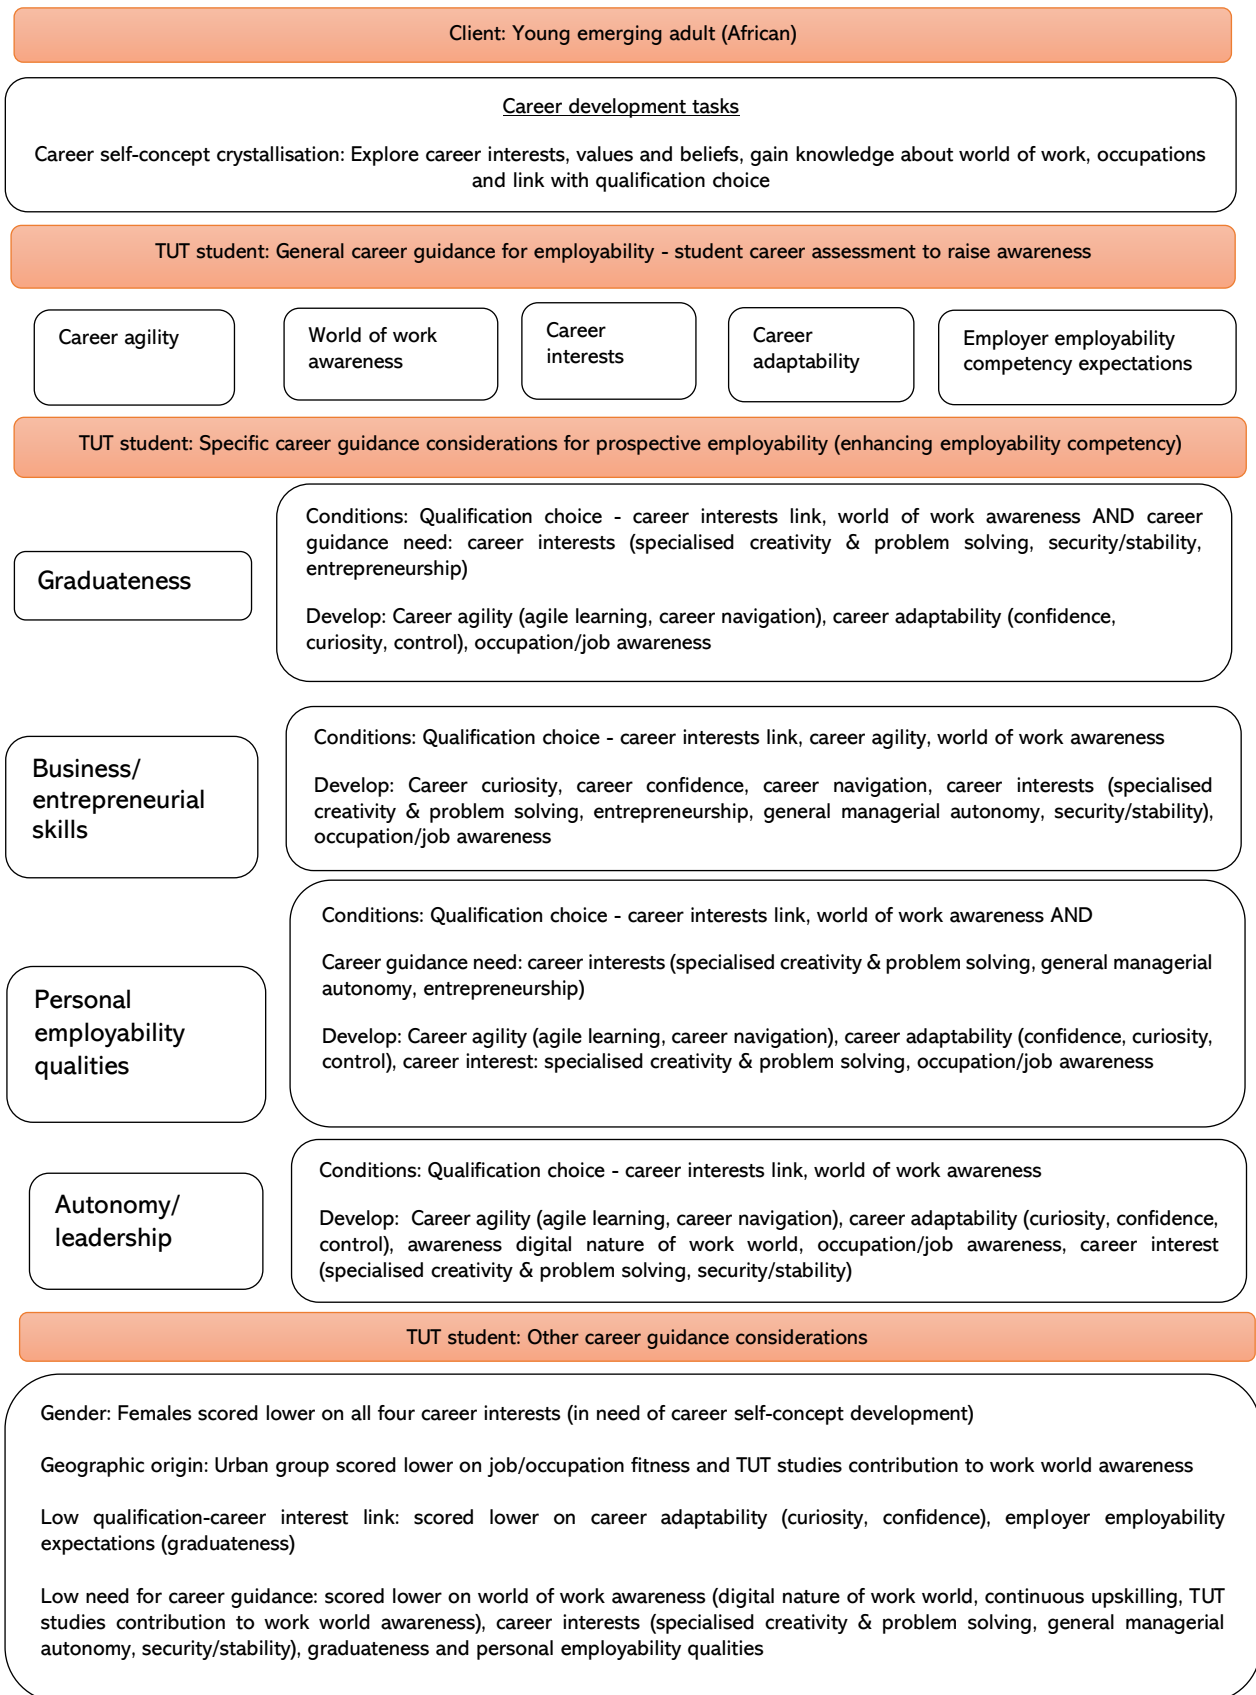 Client: Young emerging adult (African)
Career development tasks
Career self-concept crystallisation: Explore career interests, values and beliefs, gain knowledge about world of work, occupations
and link with qualification choice
TUT student: General career guidance for employability - student career assessment to raise awareness
Career agility
World of work
awareness
Career
interests
Career
adaptability
Employer employability
competency expectations
TUT student: Specific career guidance considerations for prospective employability (enhancing employability competency)
Graduateness
Conditions: Qualification choice - career interests link, world of work awareness AND career
guidance need: career interests (specialised creativity & problem solving, security/stability,
entrepreneurship)
Develop: Career agility (agile learning, career navigation), career adaptability (confidence,
curiosity, control), occupation/job awareness
Business/
entrepreneurial
skills
Conditions: Qualification choice - career interests link, career agility, world of work awareness
Develop: Career curiosity, career confidence, career navigation, career interests (specialised
creativity & problem solving, entrepreneurship, general managerial autonomy, security/stability),
occupation/job awareness
Personal
employability
qualities
Conditions: Qualification choice - career interests link, world of work awareness AND
Career guidance need: career interests (specialised creativity & problem solving, general managerial
autonomy, entrepreneurship)
Develop: Career agility (agile learning, career navigation), career adaptability (confidence, curiosity,
control), career interest: specialised creativity & problem solving, occupation/job awareness
Autonomy/
leadership
Conditions: Qualification choice - career interests link, world of work awareness
Develop: Career agility (agile learning, career navigation), career adaptability (curiosity, confidence,
control), awareness digital nature of work world, occupation/job awareness, career interest
(specialised creativity & problem solving, security/stability)
TUT student: Other career guidance considerations
Gender: Females scored lower on all four career interests (in need of career self-concept development)
Geographic origin: Urban group scored lower on job/occupation fitness and TUT studies contribution to work world awareness
Low qualification-career interest link: scored lower on career adaptability (curiosity, confidence), employer employability
expectations (graduateness)
Low need for career guidance: scored lower on world of work awareness (digital nature of work world, continuous upskilling, TUT
studies contribution to work world awareness), career interests (specialised creativity & problem solving, general managerial
autonomy, security/stability), graduateness and personal employability qualities